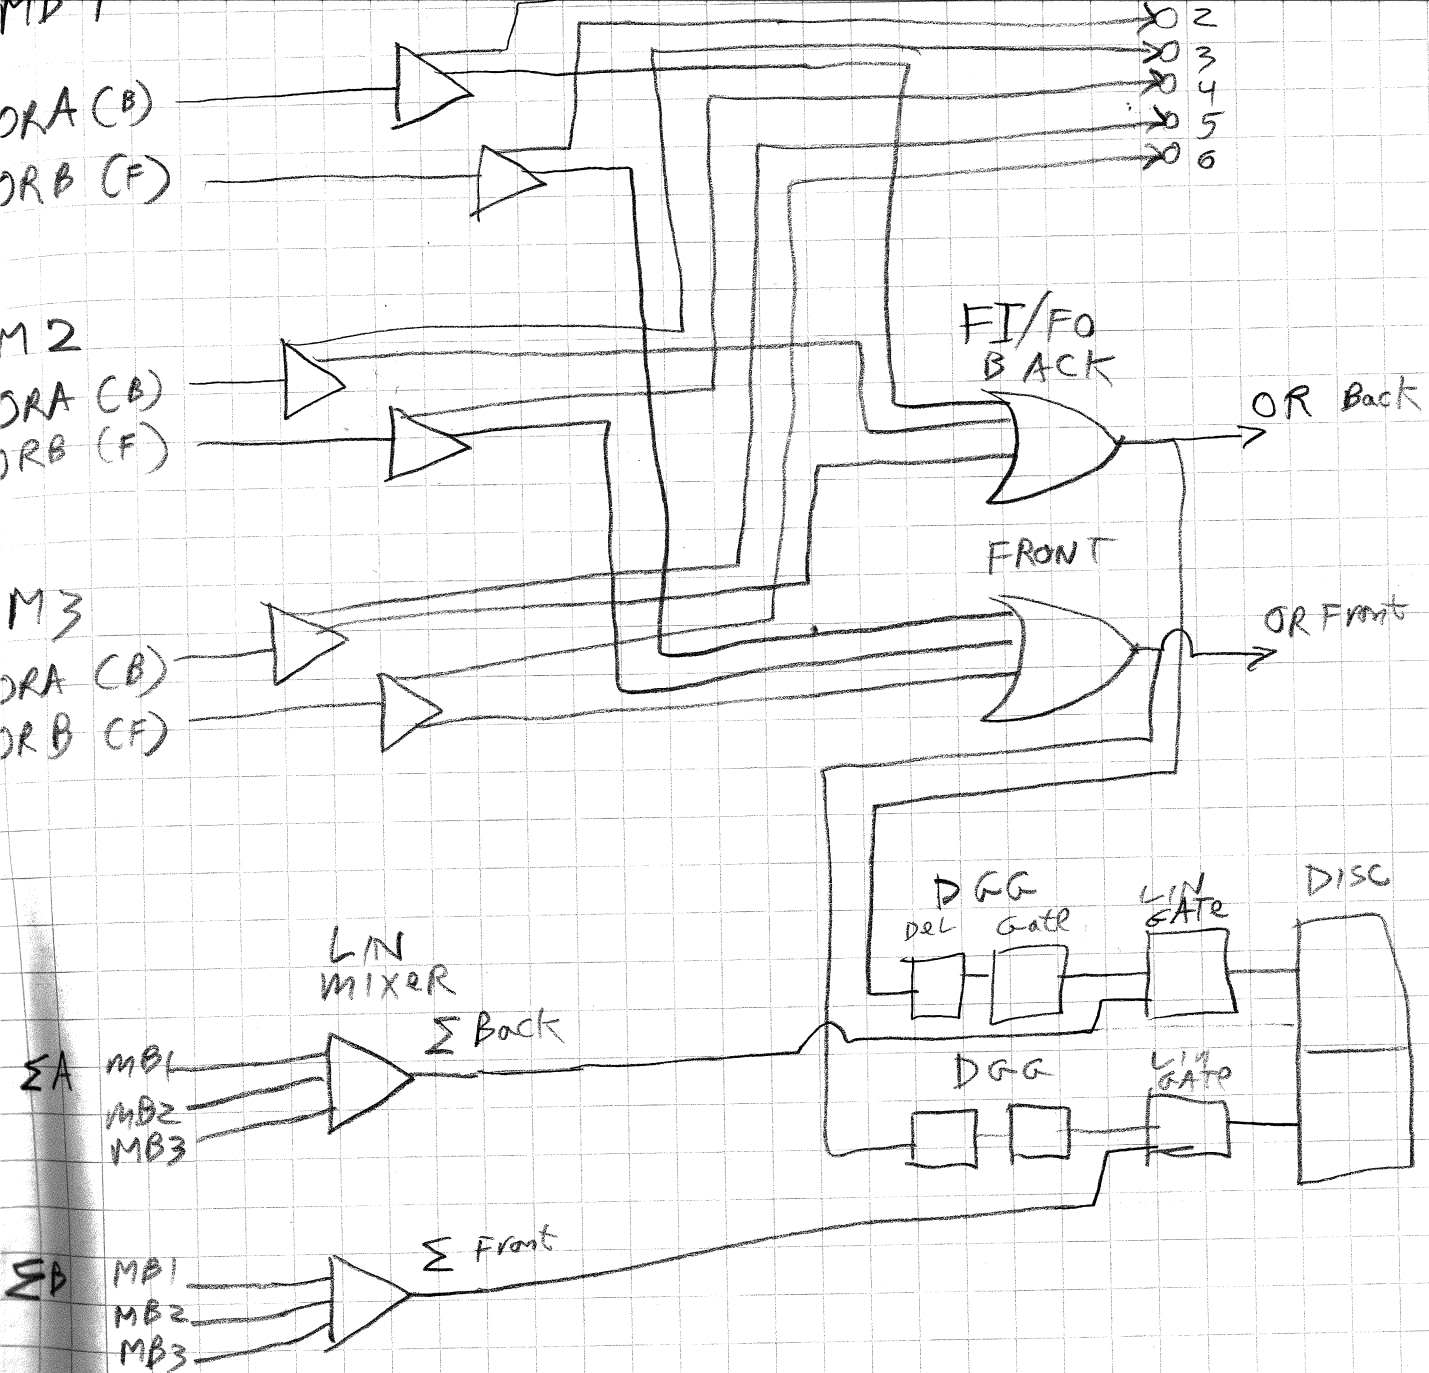 2
3
ORA (B)
4
5
6
ORB (F)
FI/FO
BACK
M2
ORA (B)
OR Back
ORB (F)
FRONT
M3
OR Front
ORA (B)
ORB (F)
DGG
LIN
GATE
DISC
DEL Gate
LIN
MIXER
Σ Back
ΣA
MB1
MB2
MB3
DGG
LIN
GATE
Σ Front
ΣB
MB1
MB2
MB3